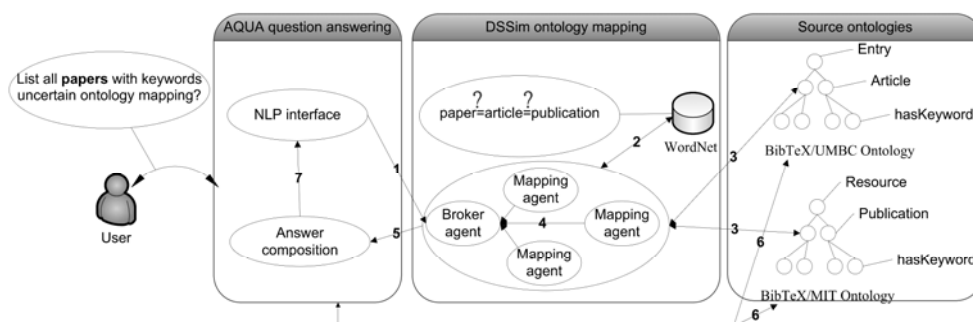 AQUA question answering
DSSim ontology mapping
Source ontologies
List all papers with keywords
uncertain ontology mapping?
User
NLP interface
7
Answer
composition
1
5
?
?
paper=article=publication
WordNet
2
Mapping
agent
Broker
agent
4
Mapping
agent
Mapping
agent
3
3
6
6
Entry
Article
hasKeyword
BibTeX/UMBC Ontology
Resource
Publication
hasKeyword
BibTeX/MIT Ontology